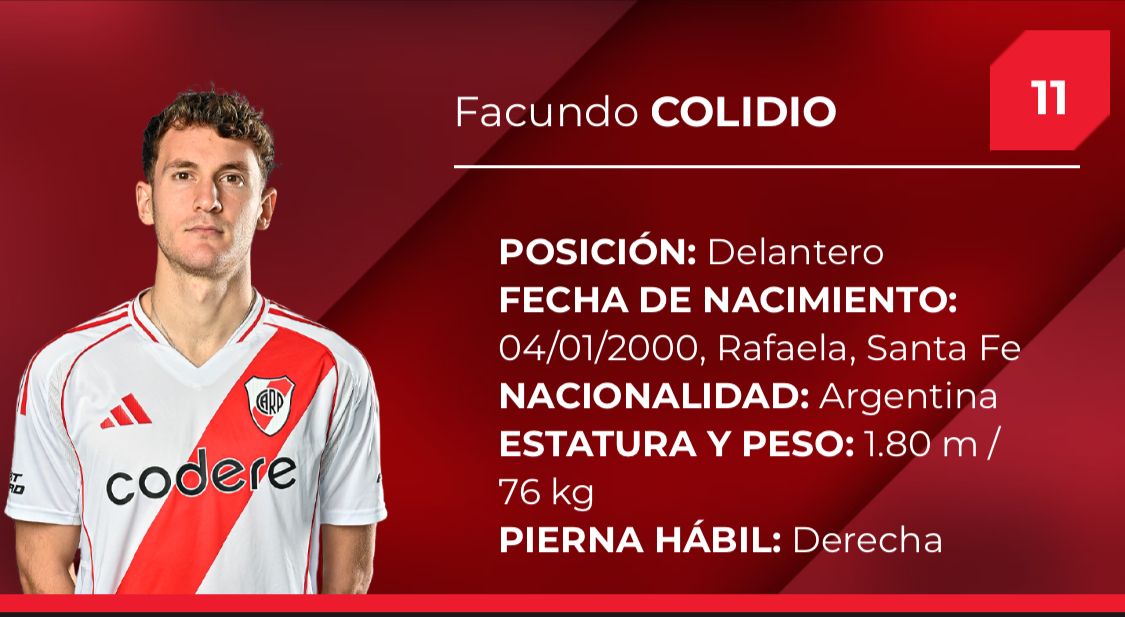 Facundo COLIDIO
11
POSICIÓN: Delantero
FECHA DE NACIMIENTO:
04/01/2000, Rafaela, Santa Fe
NACIONALIDAD: Argentina
ESTATURA Y PESO: 1.80 m /
76 kg
PIERNA HÁBIL: Derecha
CARP
codere